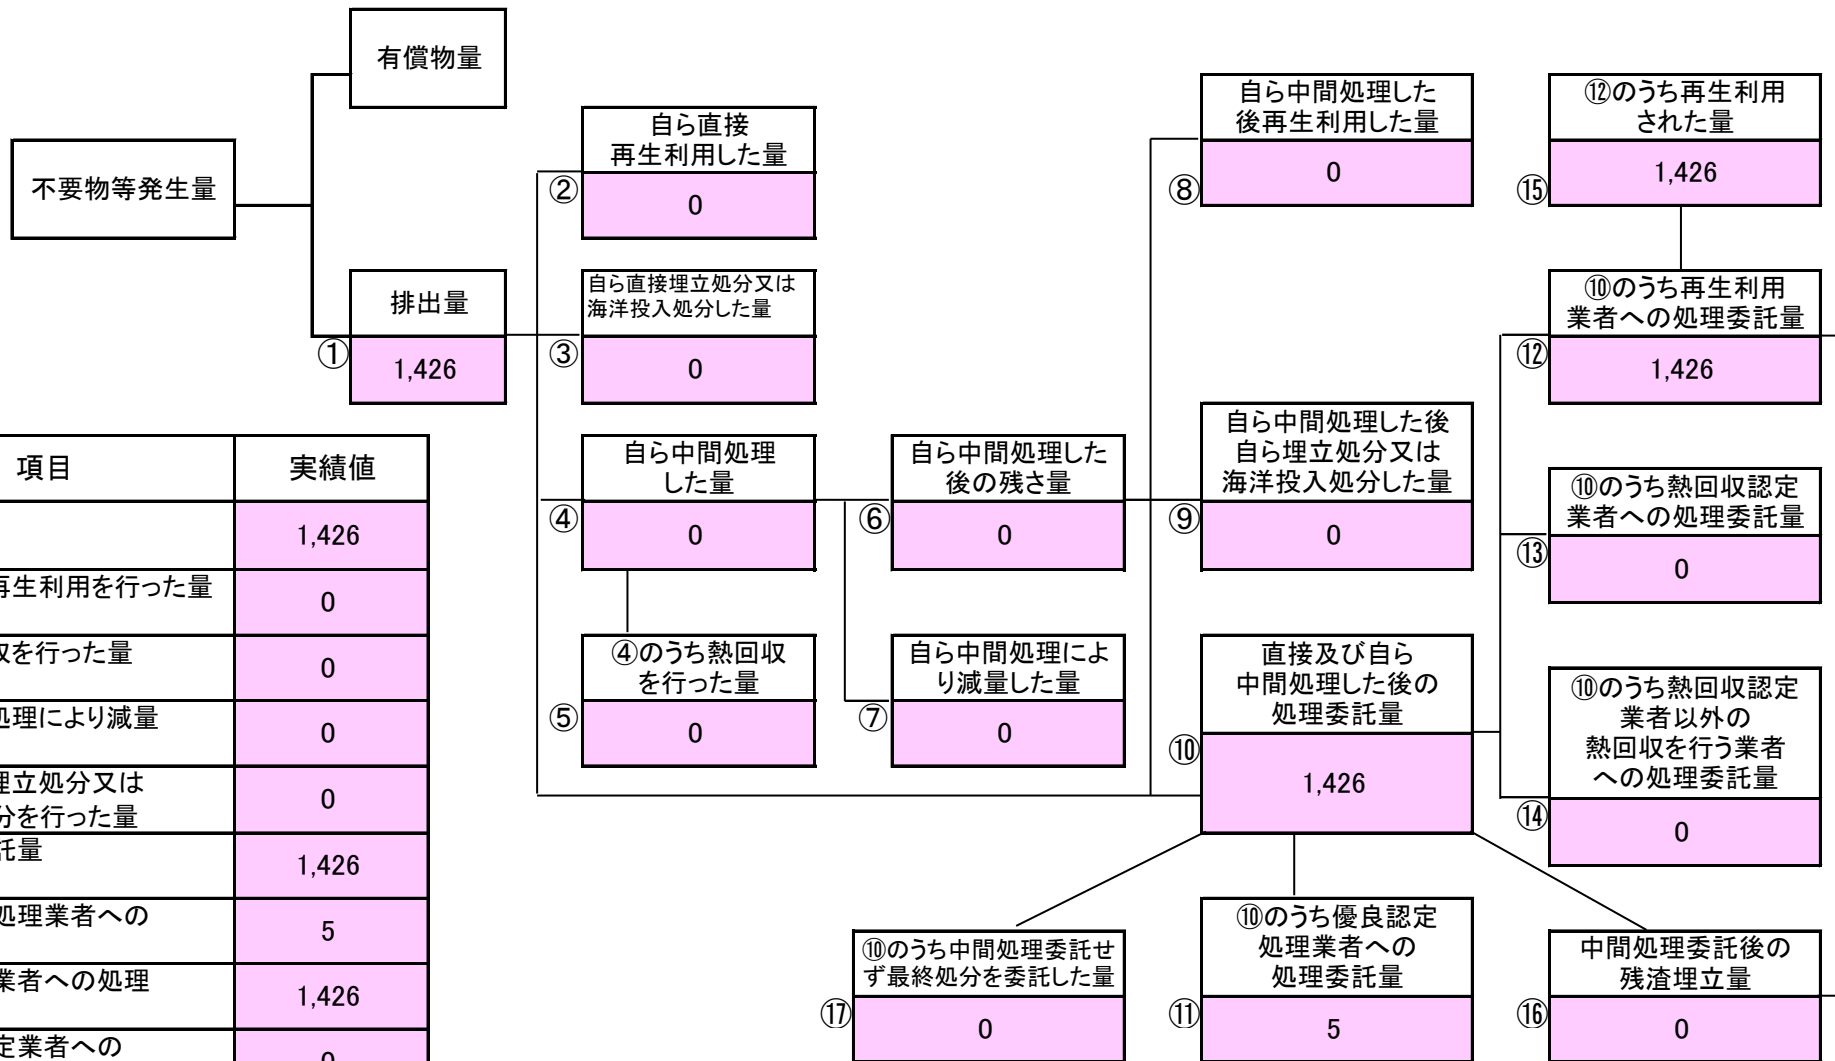 有償物量
不要物等発生量
排出量
①
1,426
自ら直接
再生利用した量
②
0
自ら直接埋立処分又は
海洋投入処分した量
③
0
自ら中間処理
した量
④
0
④のうち熱回収
を行った量
⑤
0
自ら中間処理した
後の残さ量
⑥
0
自ら中間処理によ
り減量した量
⑦
0
自ら中間処理した
後再生利用した量
⑧
0
自ら中間処理した後
自ら埋立処分又は
海洋投入処分した量
⑨
0
直接及び自ら
中間処理した後の
処理委託量
⑩
1,426
⑫のうち再生利用
された量
⑮
1,426
⑩のうち再生利用
業者への処理委託量
⑫
1,426
⑩のうち熱回収認定
業者への処理委託量
⑬
0
⑩のうち熱回収認定
業者以外の
熱回収を行う業者
への処理委託量
⑭
0
⑩のうち中間処理委託せ
ず最終処分を委託した量
⑰
0
⑩のうち優良認定
処理業者への
処理委託量
⑪
5
中間処理委託後の
残渣埋立量
⑯
0
項目 実績値
1,426
再生利用を行った量
0
を行った量
0
処理により減量
0
埋立処分又は
を行った量
0
託量
1,426
処理業者への
5
業者への処理
1,426
定業者への
0